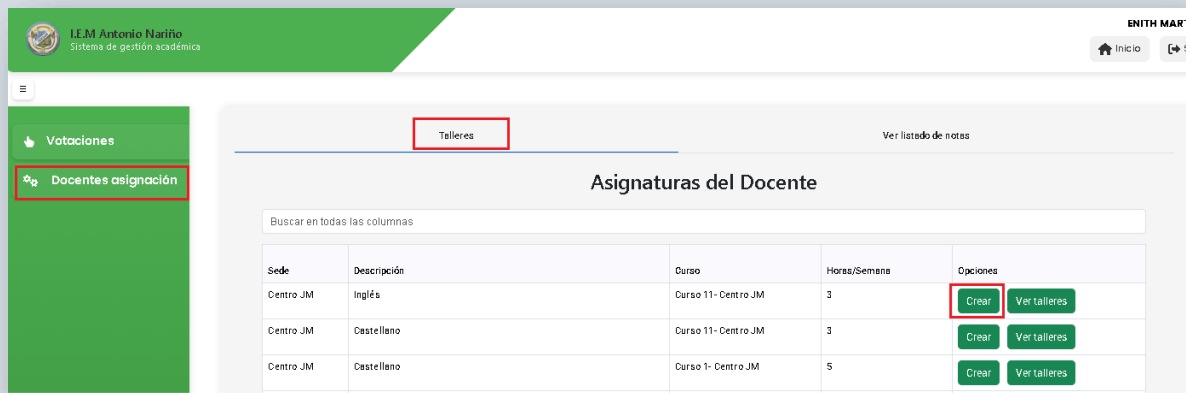 I.E.M Antonio Nariño
Sistema de gestión académica
ENITH MART
Inicio
Votaciones
Docentes asignación
Talleres
Ver listado de notas
Asignaturas del Docente
Buscar en todas las columnas
Sede Descripción Curso Horas/Semana Opciones
Centro JM Inglés Curso 11- Centro JM 3 Crear Ver talleres
Centro JM Castellano Curso 11- Centro JM 3 Crear Ver talleres
Centro JM Castellano Curso 1- Centro JM 5 Crear Ver talleres